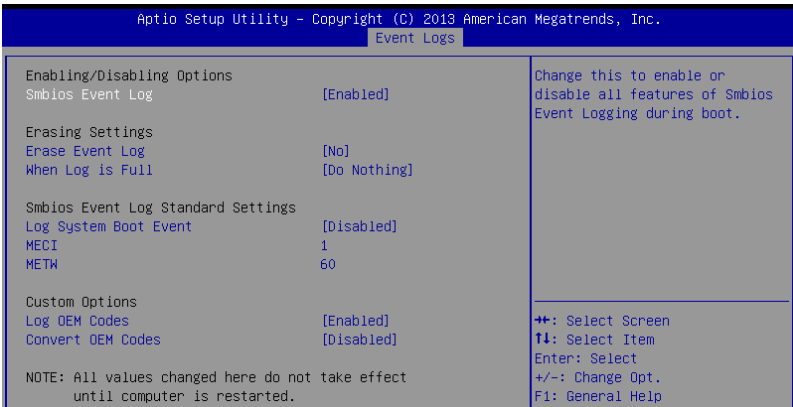 Aptio Setup Utility – Copyright (C) 2013 American Megatrends, Inc.
Event Logs
Enabling/Disabling Options
Smbios Event Log [Enabled]
Erasing Settings
Erase Event Log [No]
When Log is Full [Do Nothing]
Smbios Event Log Standard Settings
Log System Boot Event [Disabled]
MECI 1
METW 60
Custom Options
Log OEM Codes [Enabled]
Convert OEM Codes [Disabled]
NOTE: All values changed here do not take effect
until computer is restarted.
Change this to enable or
disable all features of Smbios
Event Logging during boot.
→←: Select Screen
↑↓: Select Item
Enter: Select
+/-: Change Opt.
F1: General Help